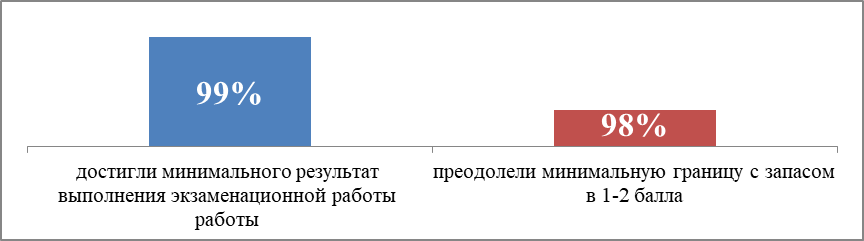 99%
98%
достигли минимального результат
выполнения экзаменационной работы
работы
преодолели минимальную границу с запасом
в 1-2 балла